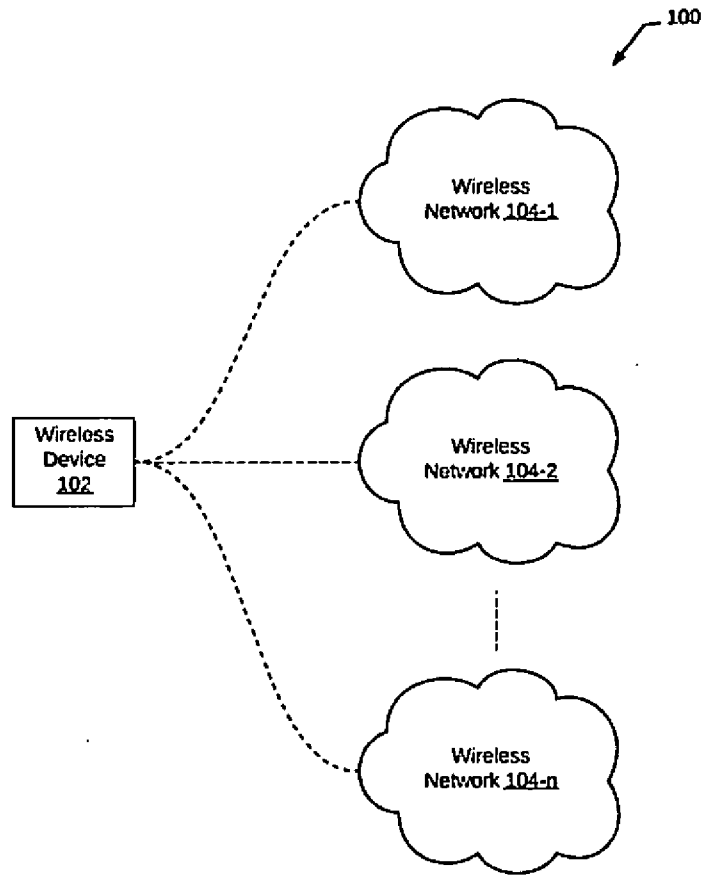 100
Wireless
Network 104-1
Wireless
Device
102
Wireless
Network 104-2
Wireless
Network 104-n